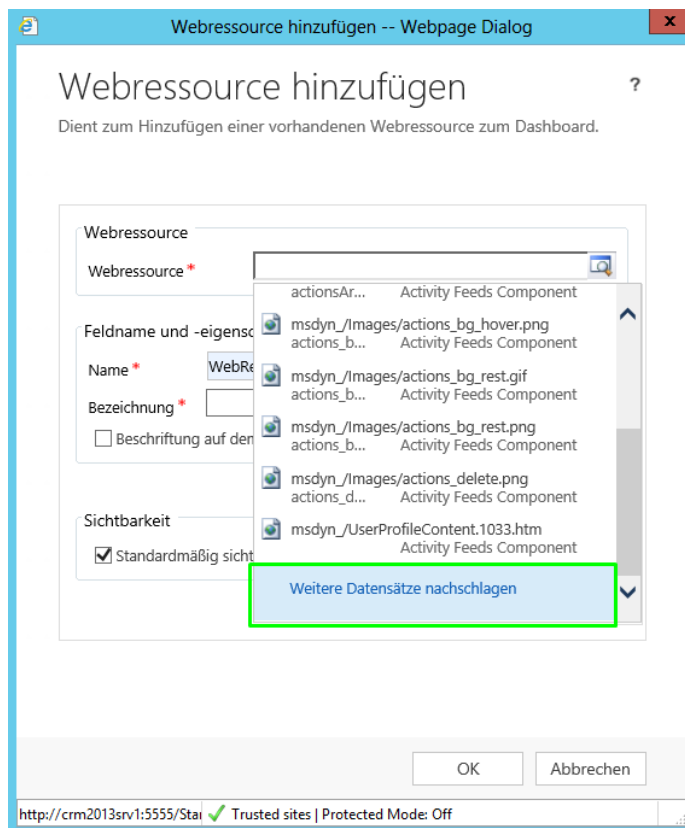 Webressource hinzufügen -- Webpage Dialog
x
Webressource hinzufügen
?
Dient zum Hinzufügen einer vorhandenen Webressource zum Dashboard.
Webressource
Webressource *
actionsAr... Activity Feeds Component
msdyn_/Images/actions_bg_hover.png
actions_b... Activity Feeds Component
msdyn_/Images/actions_bg_rest.gif
actions_b... Activity Feeds Component
msdyn_/Images/actions_bg_rest.png
actions_b... Activity Feeds Component
msdyn_/Images/actions_delete.png
actions_d... Activity Feeds Component
msdyn_/UserProfileContent.1033.htm
Activity Feeds Component
Weitere Datensätze nachschlagen
Feldname und -eigensc
Name * WebRe
Bezeichnung *
Beschriftung auf den
Sichtbarkeit
Standardmäßig sicht
OK Abbrechen
http://crm2013srv1:5555/Star Trusted sites | Protected Mode: Off